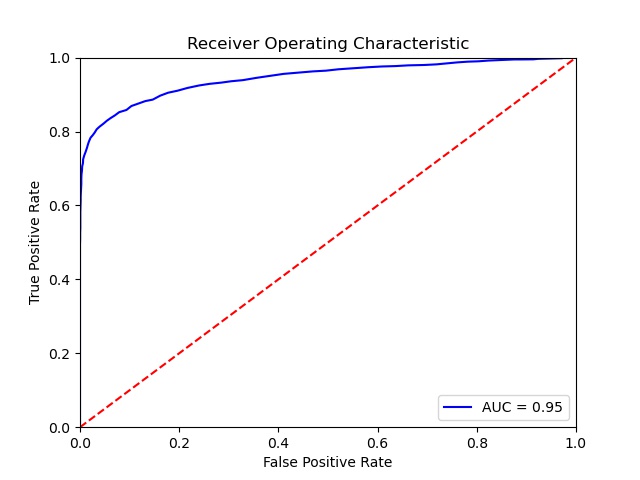 Receiver Operating Characteristic
True Positive Rate
1.0
0.8
0.6
0.4
0.2
0.0
AUC = 0.95
0.0 0.2 0.4 0.6 0.8 1.0
False Positive Rate